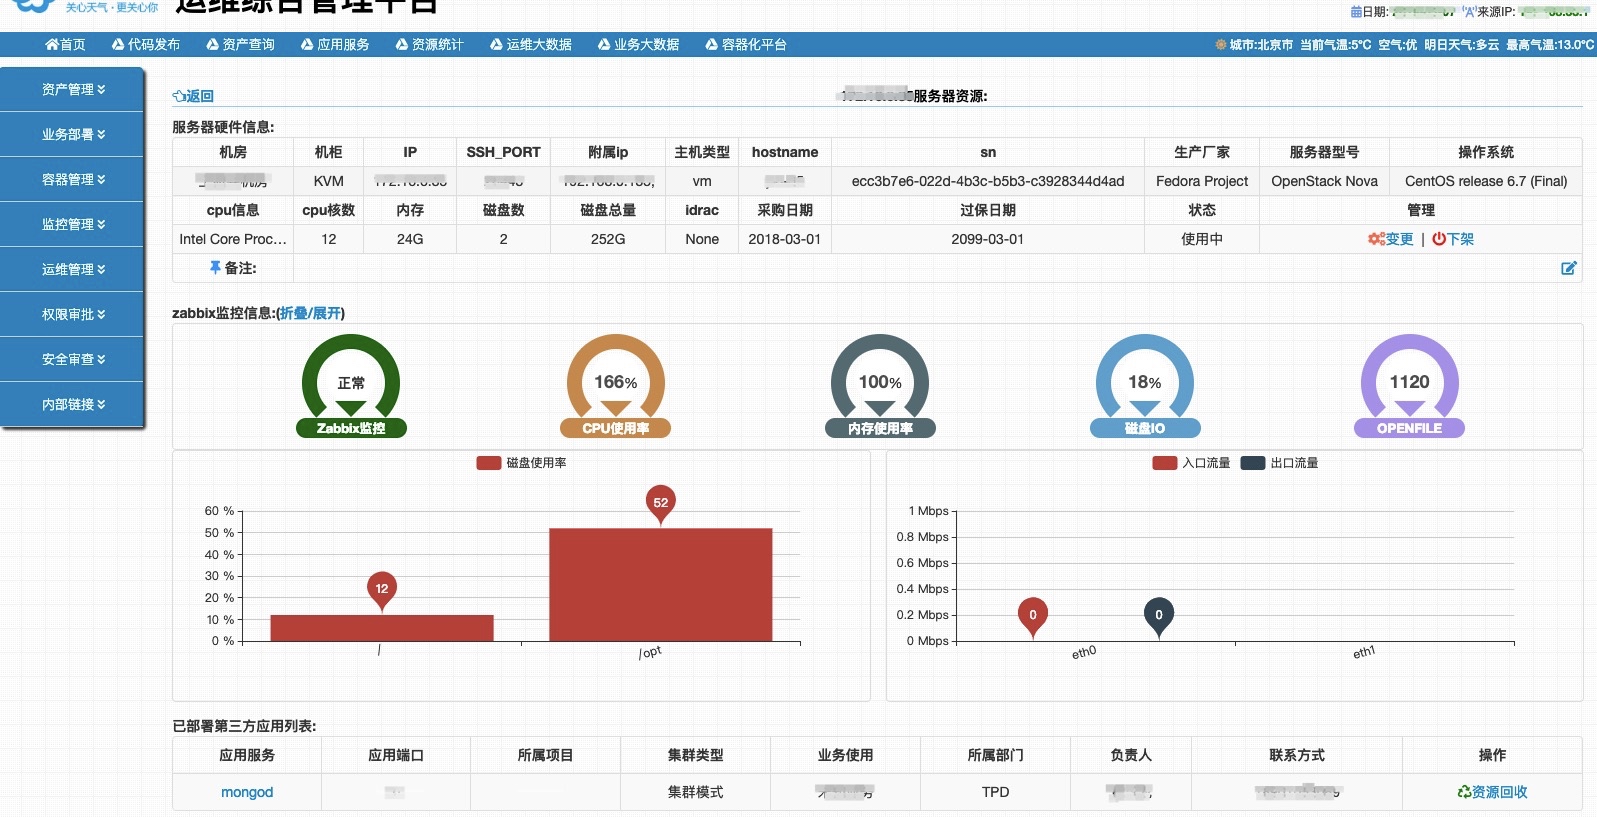 关心天气·更关心你 运维综合管理平台
日期: 来源IP:
首页 代码发布 资产查询 应用服务 资源统计 运维大数据 业务大数据 容器化平台 城市:北京市 当前气温:5℃ 空气:优 明日天气:多云 最高气温:13.0℃
资产管理
业务部署
容器管理
监控管理
运维管理
权限审批
安全审查
内部链接
返回 服务器资源:
服务器硬件信息:
机房 机柜 IP SSH_PORT 附属ip 主机类型 hostname sn 生产厂家 服务器型号 操作系统
KVM vm ecc3b7e6-022d-4b3c-b5b3-c3928344d4ad Fedora Project OpenStack Nova CentOS release 6.7 (Final)
cpu信息 cpu核数 内存 磁盘数 磁盘总量 idrac 采购日期 过保日期 状态 管理
Intel Core Proc... 12 24G 2 252G None 2018-03-01 2099-03-01 使用中 变更 | 下架
备注:
zabbix监控信息:(折叠/展开)
正常 166% 100% 18% 1120
Zabbix监控 CPU使用率 内存使用率 磁盘IO OPENFILE
磁盘使用率
60 %
50 %
40 %
30 %
20 %
10 %
0 %
12
52
/ /opt
入口流量 出口流量
1 Mbps
0.8 Mbps
0.6 Mbps
0.4 Mbps
0.2 Mbps
0 Mbps
0 0
eth0 eth1
已部署第三方应用列表:
应用服务 应用端口 所属项目 集群类型 业务使用 所属部门 负责人 联系方式 操作
mongod 集群模式 TPD 资源回收